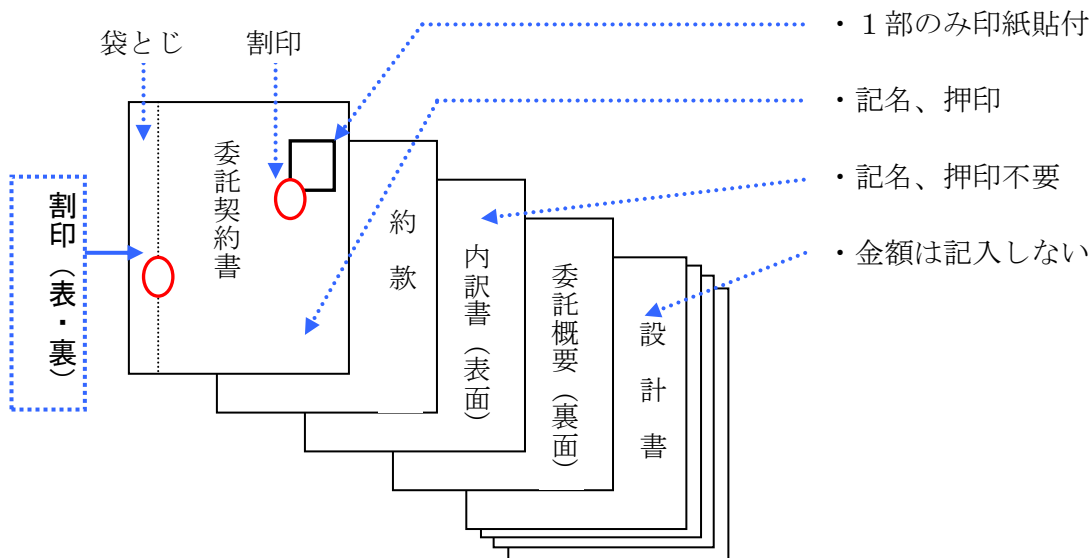 袋とじ
割印
・１部のみ印紙貼付
・記名、押印
・記名、押印不要
・金額は記入しない
割印（表・裏）
委託契約書
約款
内訳書（表面）
委託概要（裏面）
設計書